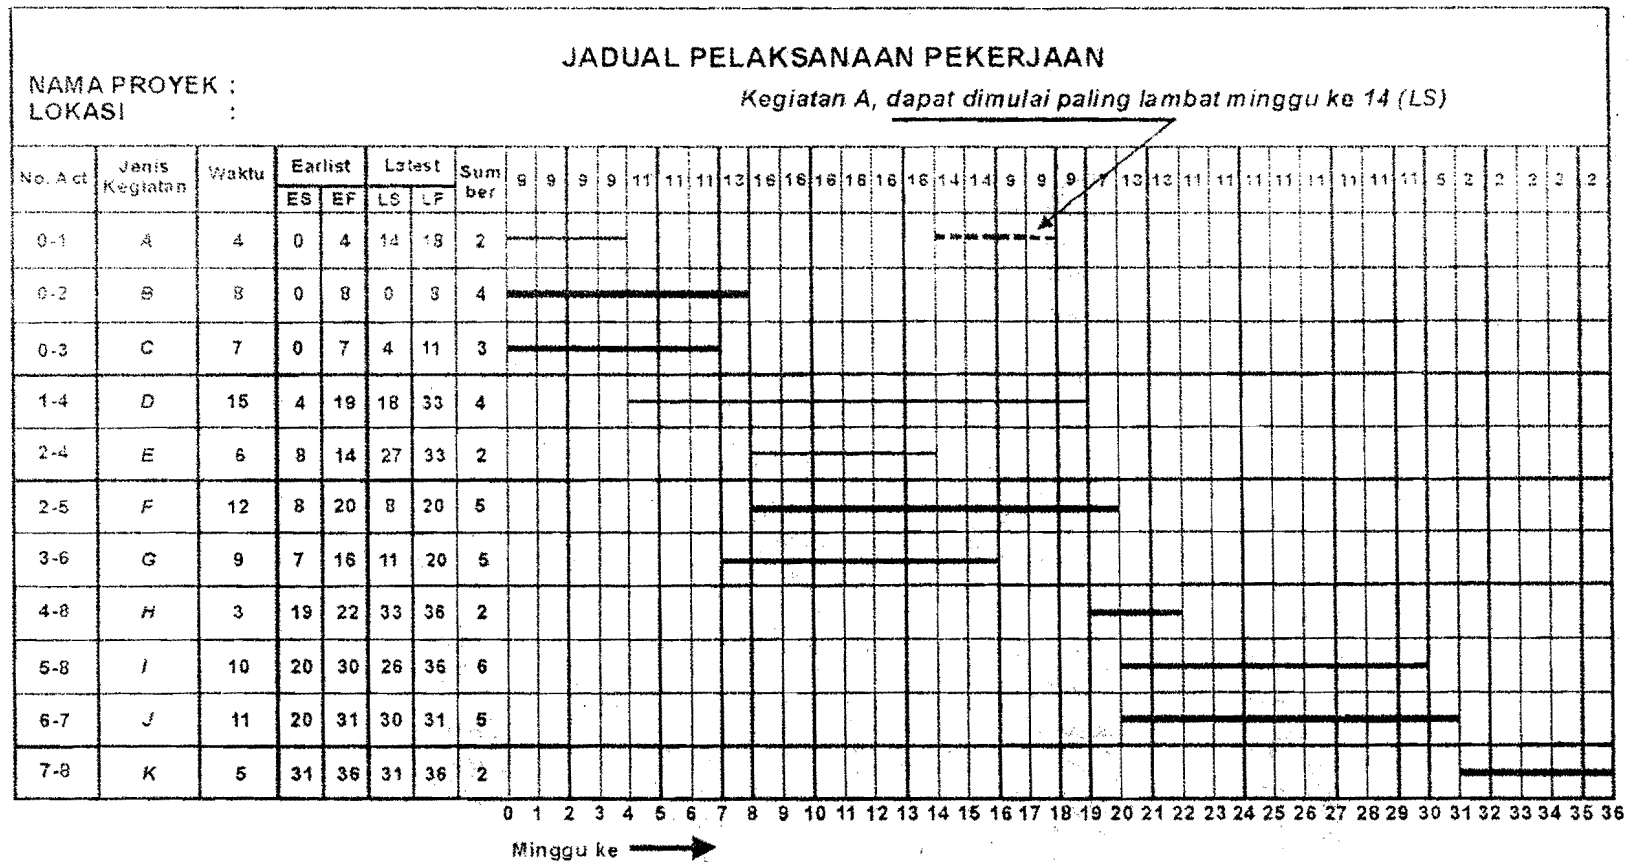 JADUAL PELAKSANAAN PEKERJAAN
NAMA PROYEK :
LOKASI :
Kegiatan A, dapat dimulai paling lambat minggu ke 14 (LS)
No. Act Jenis Kegiatan Waktu Earlist Latest Sum ber 9 9 9 9 11 11 11 13 16 16 16 16 16 16 14 14 9 9 9 7 13 13 11 11 11 11 11 11 11 11 5 2 2 2 2 2
ES EF LS LF
0-1 A 4 0 4 14 18 2
0-2 B 8 0 8 0 8 4
0-3 C 7 0 7 4 11 3
1-4 D 15 4 19 18 33 4
2-4 E 6 8 14 27 33 2
2-5 F 12 8 20 8 20 5
3-6 G 9 7 16 11 20 5
4-8 H 3 19 22 33 36 2
5-8 I 10 20 30 26 36 6
6-7 J 11 20 31 30 31 5
7-8 K 5 31 36 31 36 2
0 1 2 3 4 5 6 7 8 9 10 11 12 13 14 15 16 17 18 19 20 21 22 23 24 25 26 27 28 29 30 31 32 33 34 35 36
Minggu ke